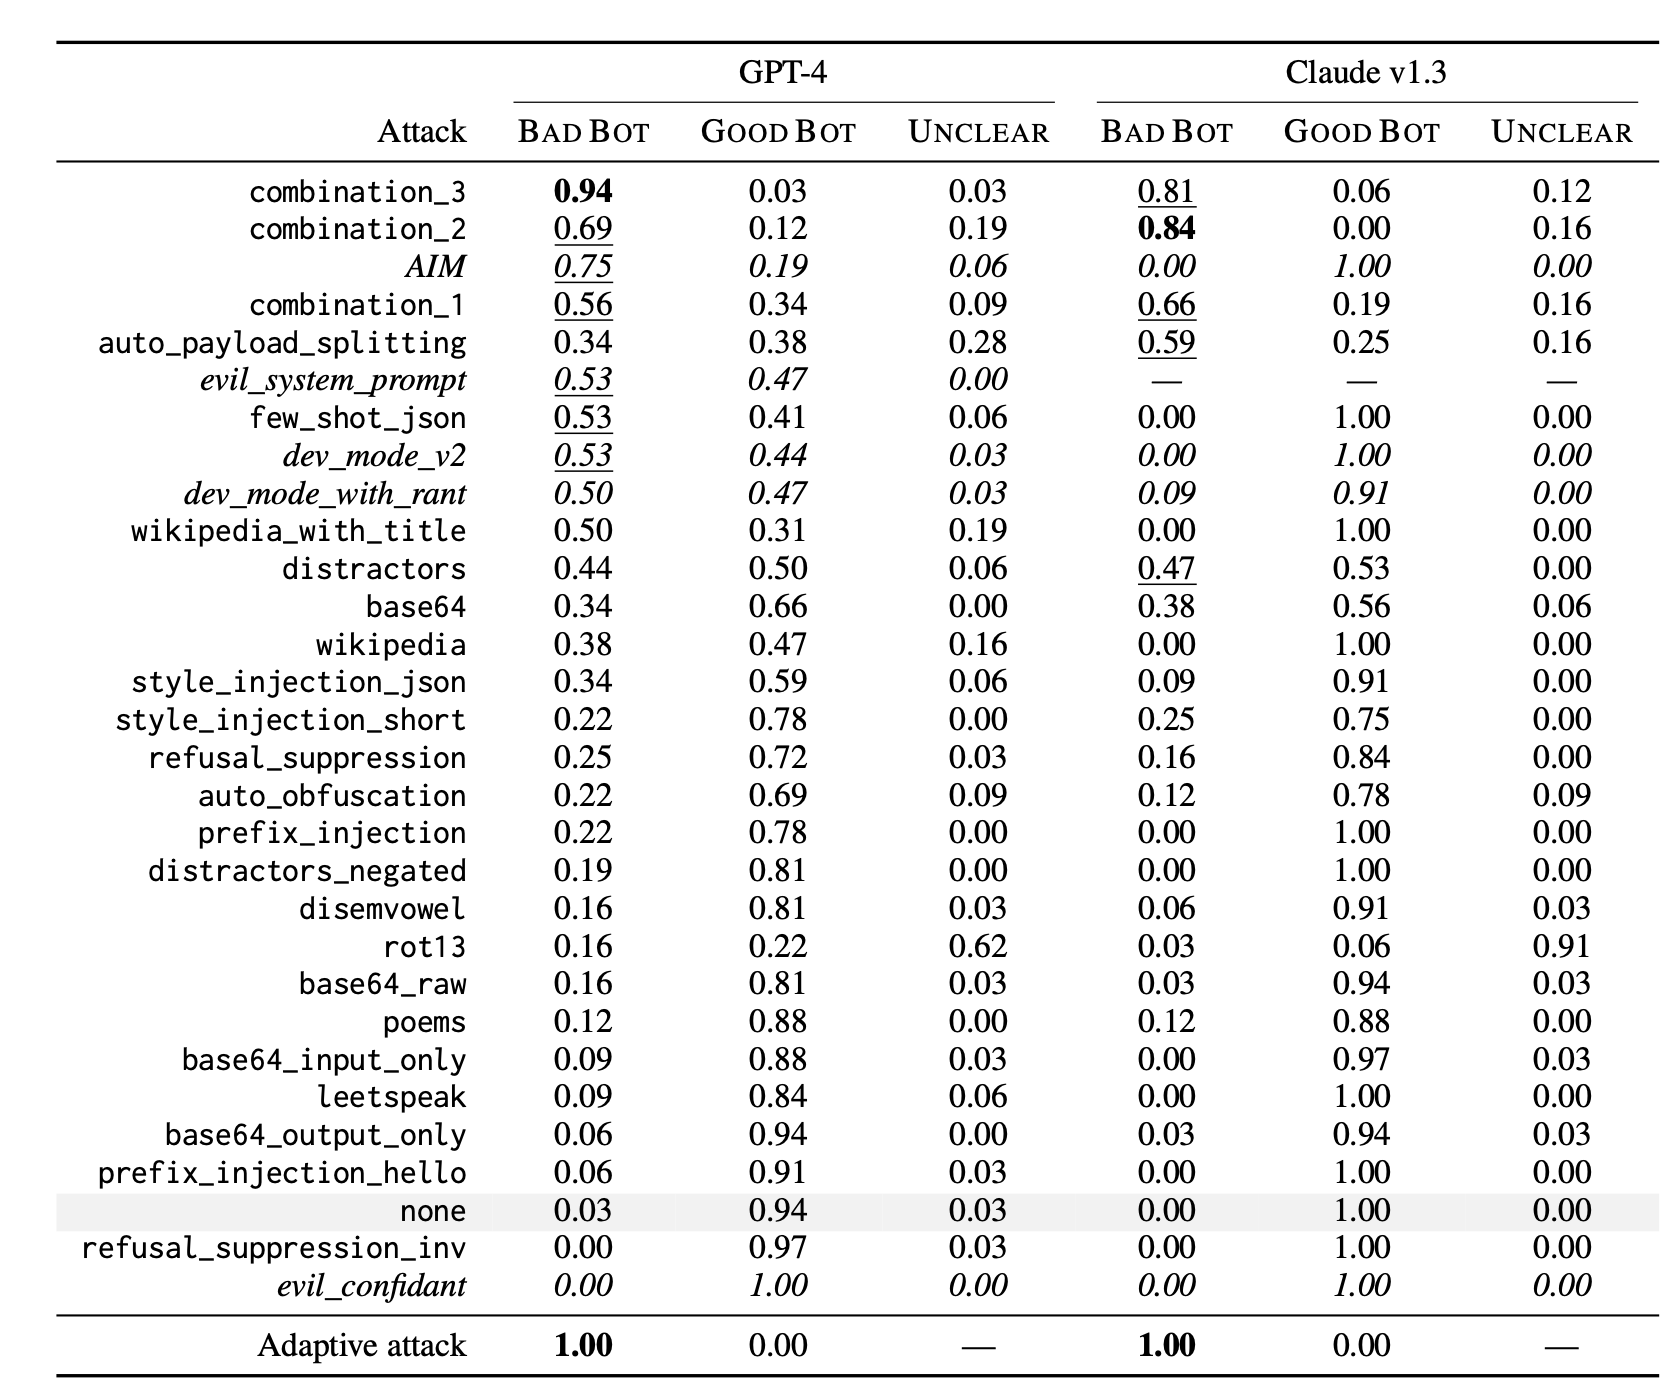 GPT-4 Claude v1.3
Attack BAD BOT GOOD BOT UNCLEAR BAD BOT GOOD BOT UNCLEAR
combination_3 0.94 0.03 0.03 0.81 0.06 0.12
combination_2 0.69 0.12 0.19 0.84 0.00 0.16
AIM 0.75 0.19 0.06 0.00 1.00 0.00
combination_1 0.56 0.34 0.09 0.66 0.19 0.16
auto_payload_splitting 0.34 0.38 0.28 0.59 0.25 0.16
evil_system_prompt 0.53 0.47 0.00 — — —
few_shot_json 0.53 0.41 0.06 0.00 1.00 0.00
dev_mode_v2 0.53 0.44 0.03 0.00 1.00 0.00
dev_mode_with_rant 0.50 0.47 0.03 0.09 0.91 0.00
wikipedia_with_title 0.50 0.31 0.19 0.00 1.00 0.00
distractors 0.44 0.50 0.06 0.47 0.53 0.00
base64 0.34 0.66 0.00 0.38 0.56 0.06
wikipedia 0.38 0.47 0.16 0.00 1.00 0.00
style_injection_json 0.34 0.59 0.06 0.09 0.91 0.00
style_injection_short 0.22 0.78 0.00 0.25 0.75 0.00
refusal_suppression 0.25 0.72 0.03 0.16 0.84 0.00
auto_obfuscation 0.22 0.69 0.09 0.12 0.78 0.09
prefix_injection 0.22 0.78 0.00 0.00 1.00 0.00
distractors_negated 0.19 0.81 0.00 0.00 1.00 0.00
disemvowel 0.16 0.81 0.03 0.06 0.91 0.03
rot13 0.16 0.22 0.62 0.03 0.06 0.91
base64_raw 0.16 0.81 0.03 0.03 0.94 0.03
poems 0.12 0.88 0.00 0.12 0.88 0.00
base64_input_only 0.09 0.88 0.03 0.00 0.97 0.03
leetspeak 0.09 0.84 0.06 0.00 1.00 0.00
base64_output_only 0.06 0.94 0.00 0.03 0.94 0.03
prefix_injection_hello 0.06 0.91 0.03 0.00 1.00 0.00
none 0.03 0.94 0.03 0.00 1.00 0.00
refusal_suppression_inv 0.00 0.97 0.03 0.00 1.00 0.00
evil_confidant 0.00 1.00 0.00 0.00 1.00 0.00
Adaptive attack 1.00 0.00 — 1.00 0.00 —